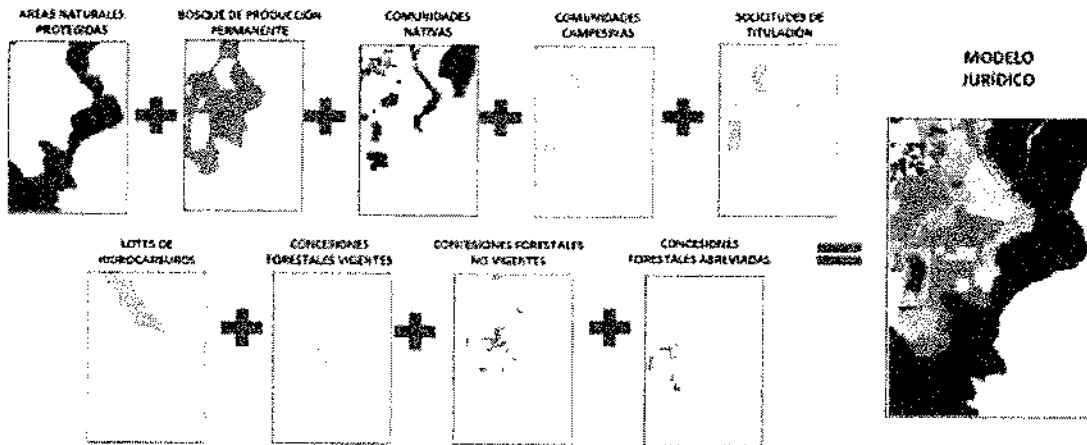 AREAS NATURALES
PROTEGIDAS
BOSQUE DE PRODUCCIÓN
PERMANENTE
COMUNIDADES
NATIVAS
COMUNIDADES
CAMPESINAS
SOLICITUDES DE
TITULACIÓN
MODELO
JURÍDICO
LOTES DE
HIDROCARBUROS
CONCESIONES
FORESTALES VIGENTES
CONCESIONES FORESTALES
NO VIGENTES
CONCESIONES
FORESTALES ABREVIADAS